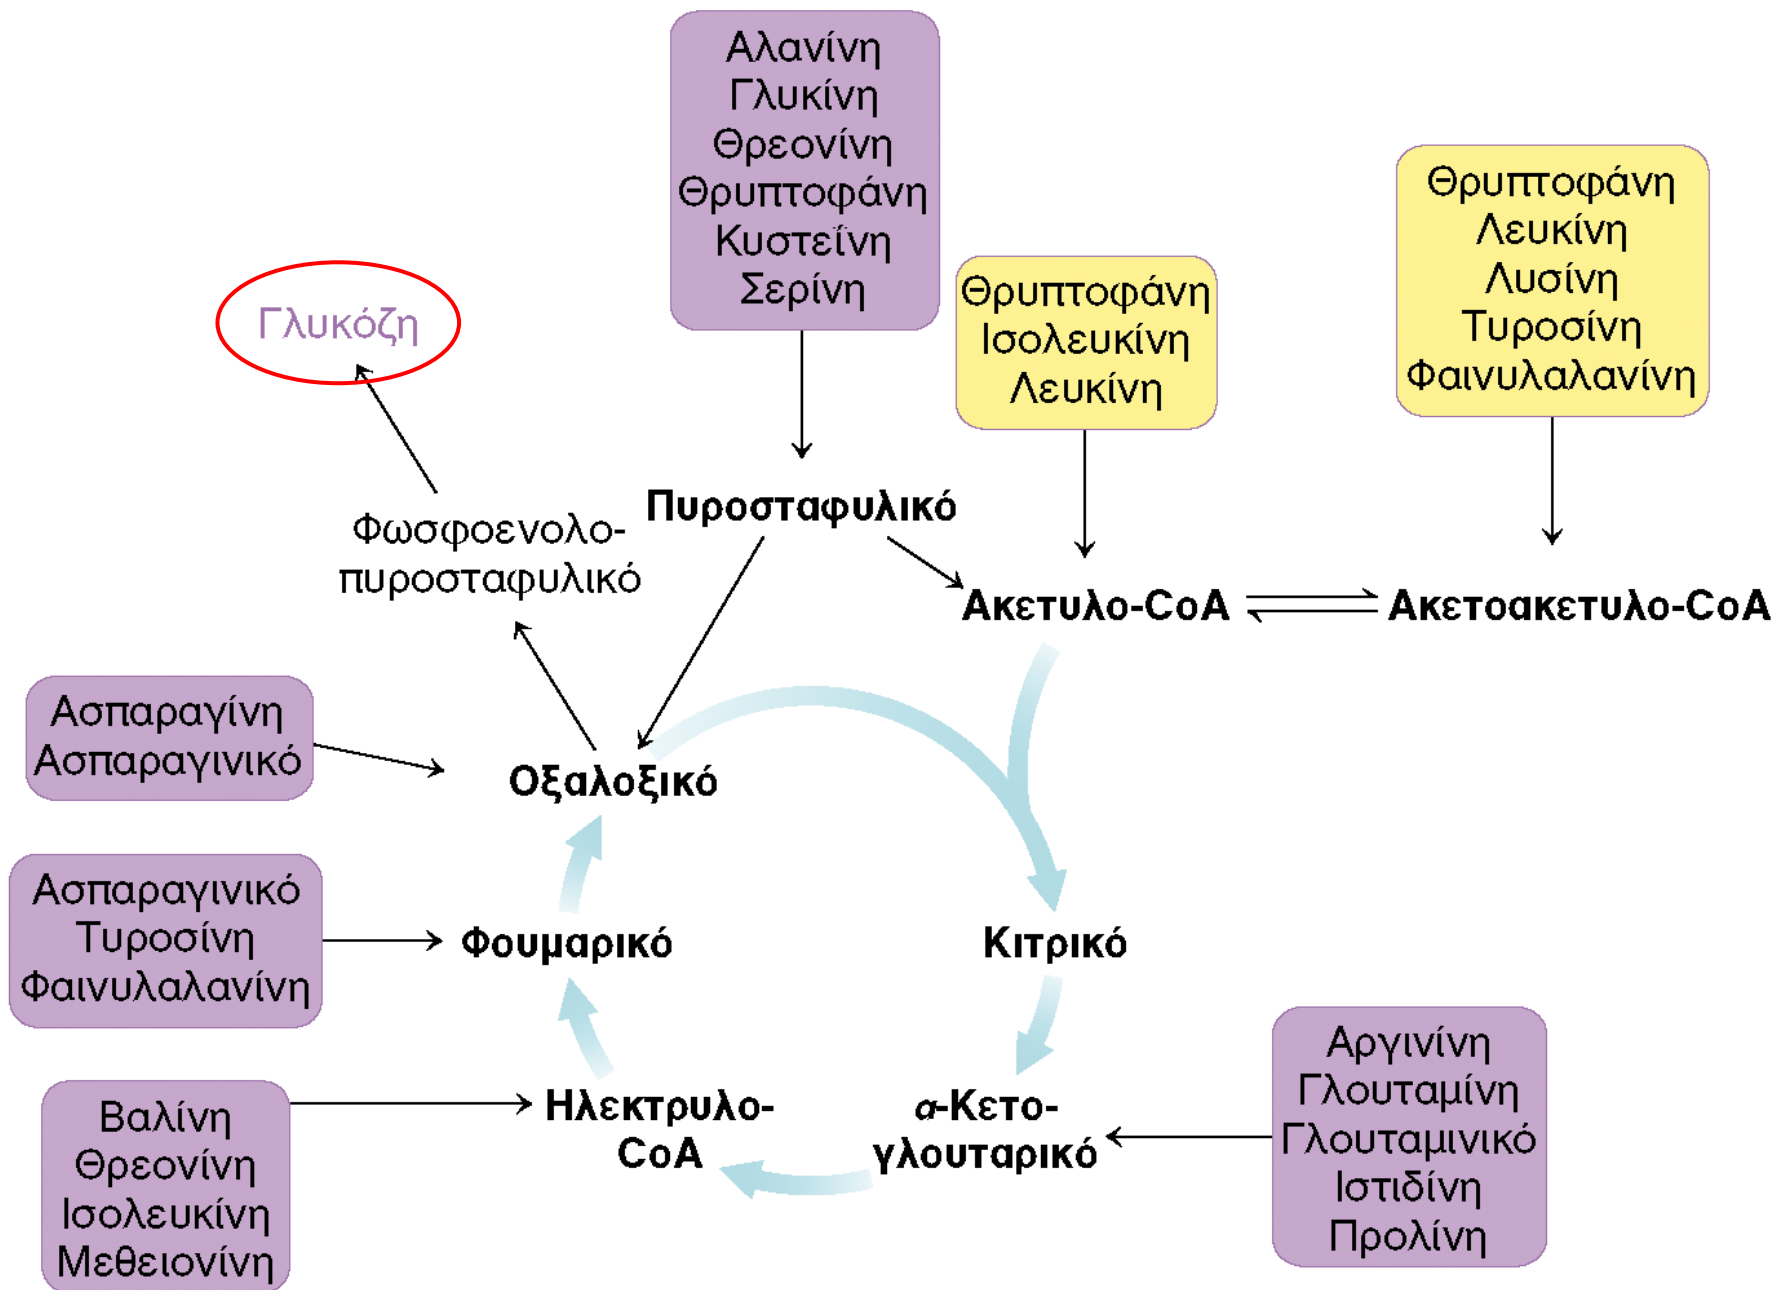 Αλανίνη
Γλυκίνη
Θρεονίνη
Θρυπτοφάνη
Κυστεΐνη
Σερίνη
Θρυπτοφάνη
Λευκίνη
Λυσίνη
Τυροσίνη
Φαινυλαλανίνη
Θρυπτοφάνη
Ισολευκίνη
Λευκίνη
Γλυκόζη
Φωσφοενολο-
πυροσταφυλικό
Πυροσταφυλικό
Ακετυλο-CoA
Ακετοακετυλο-CoA
Ασπαραγίνη
Ασπαραγινικό
Οξαλοξικό
Ασπαραγινικό
Τυροσίνη
Φαινυλαλανίνη
Φουμαρικό
Κιτρικό
Βαλίνη
Θρεονίνη
Ισολευκίνη
Μεθειονίνη
Ηλεκτρυλο-
CoA
α-Κετο-
γλουταρικό
Αργινίνη
Γλουταμίνη
Γλουταμινικό
Ιστιδίνη
Προλίνη